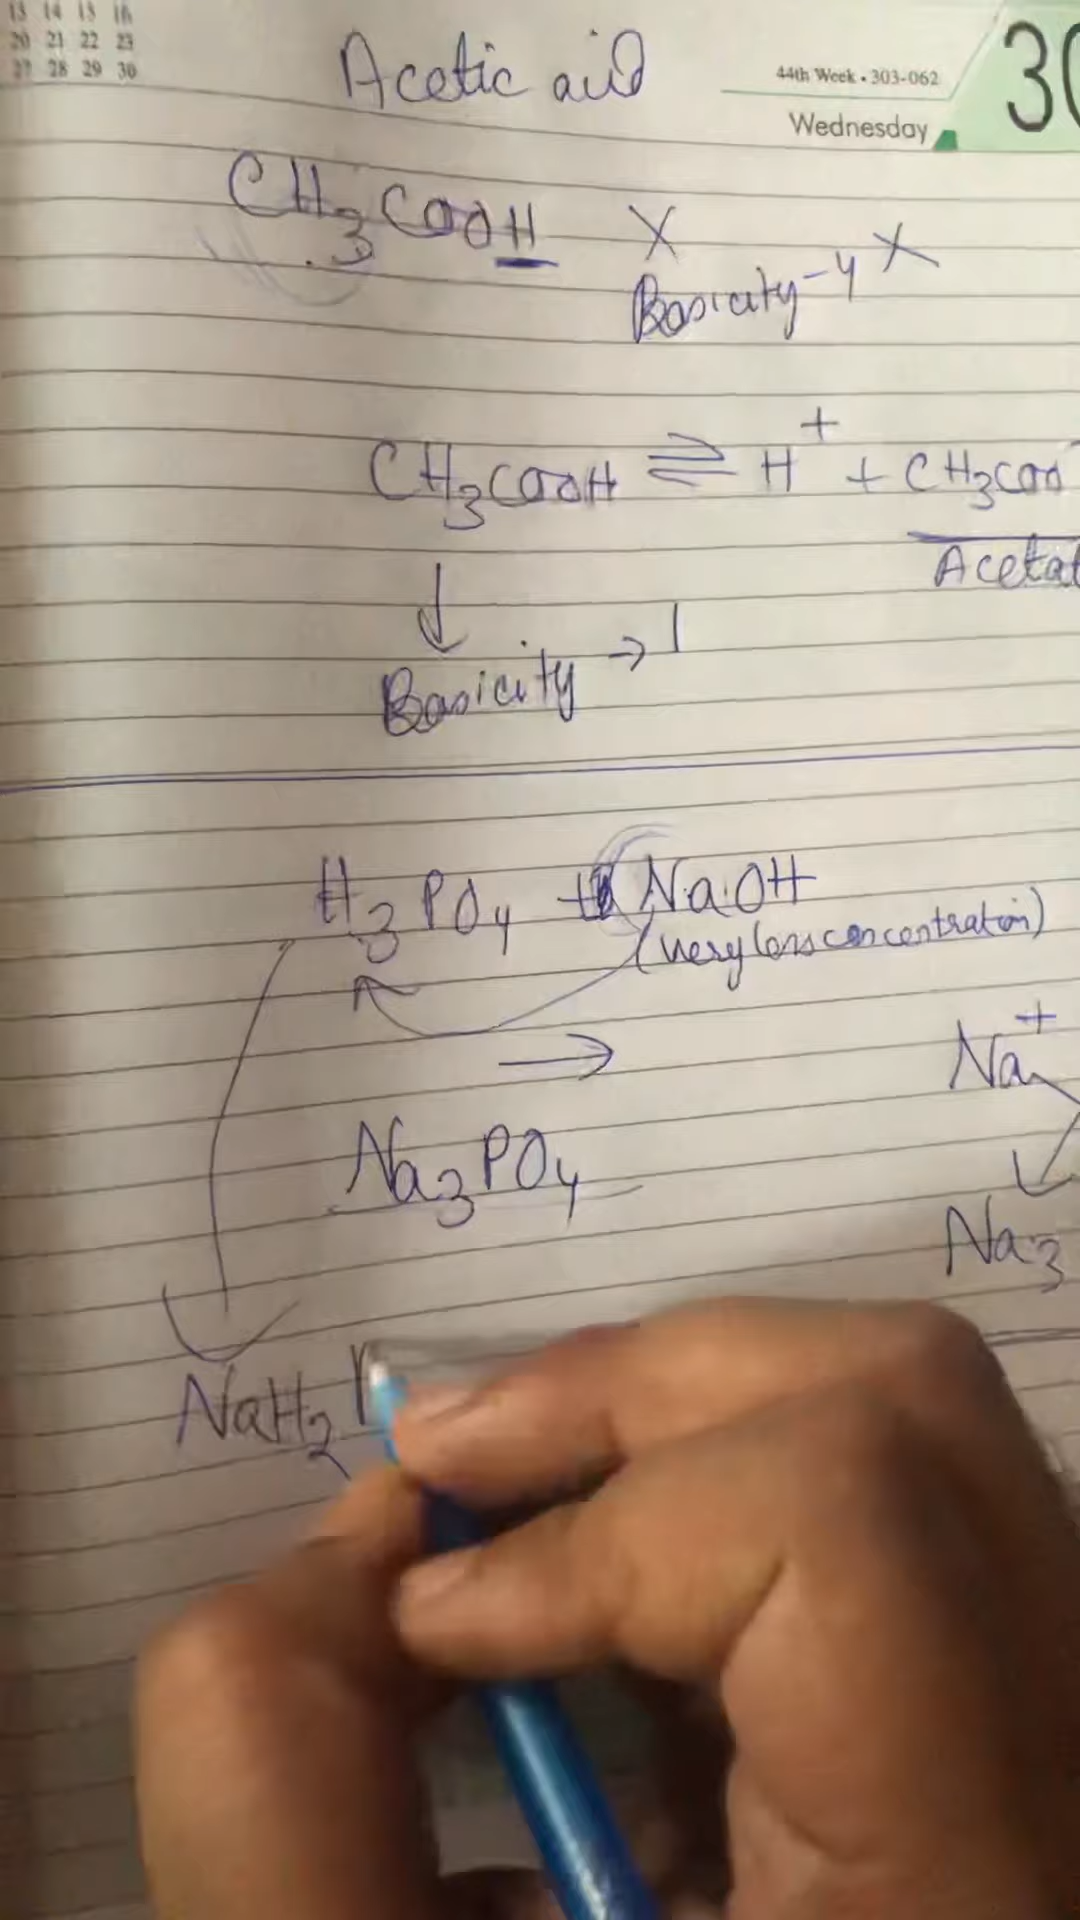 13 14 15 16
20 21 22 23
27 28 29 30
44th Week • 303-062
Wednesday
30
Acetic acid
CH₃COOH X
Basicity-4 X
CH₃COOH ⇌ H⁺ + CH₃COO⁻
Acetat
↓
Basicity → 1
H₃PO₄ + NaOH
(very less concentration)
→
Na⁺
Na₃PO₄
Na₃
NaH₂